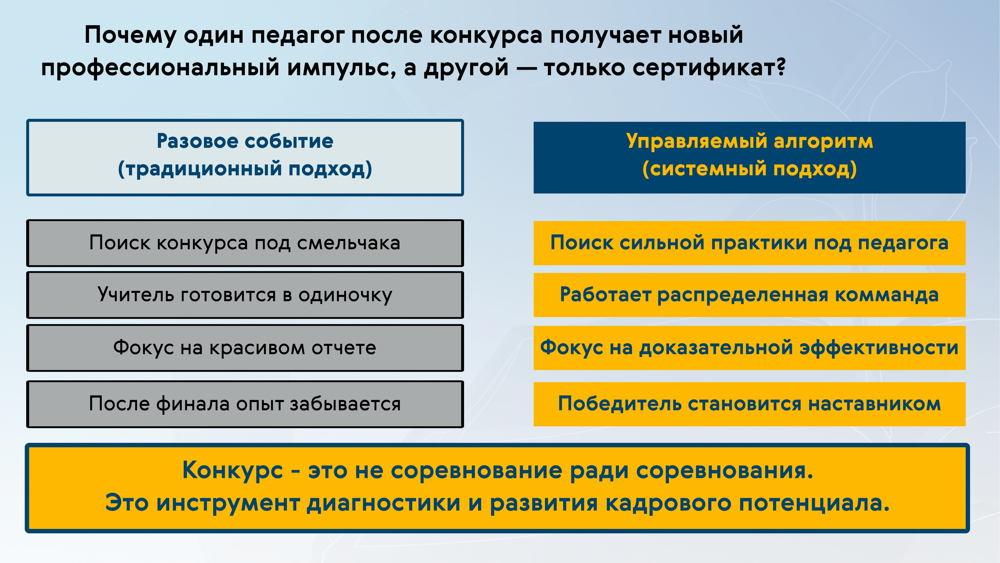 Почему один педагог после конкурса получает новый
профессиональный импульс, а другой — только сертификат?
Разовое событие
(традиционный подход)
Управляемый алгоритм
(системный подход)
Поиск конкурса под смельчака
Поиск сильной практики под педагога
Учитель готовится в одиночку
Работает распределенная комманда
Фокус на красивом отчете
Фокус на доказательной эффективности
После финала опыт забывается
Победитель становится наставником
Конкурс - это не соревнование ради соревнования.
Это инструмент диагностики и развития кадрового потенциала.